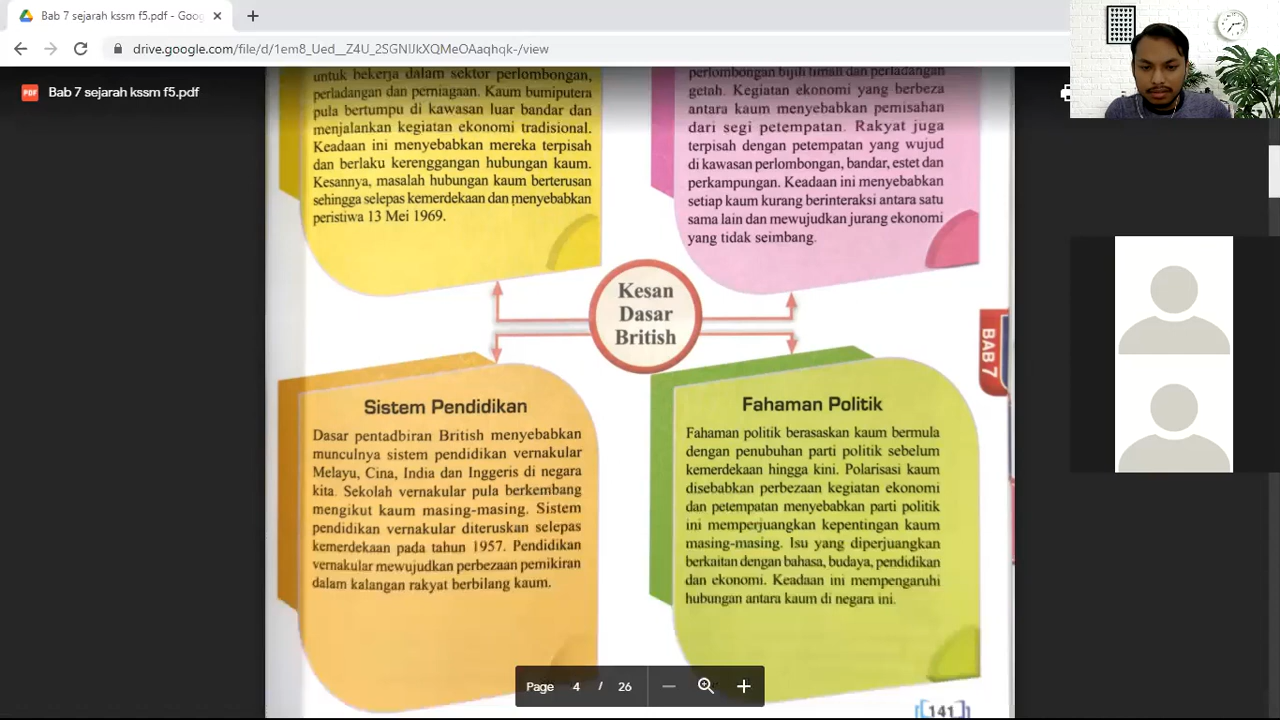 Bab 7 sejarah kssm f5.pdf - Goo
drive.google.com/file/d/1em8_Ued__Z4U_2SGNlJkXQMeOAaqhqk-/view
PDF
Bab 7 sejarah kssm f5.pdf
untuk bekerja dalam sektor perlombongan,
perladangan dan perniagaan. Kaum bumiputera
pula bertumpu di kawasan luar bandar dan
menjalankan kegiatan ekonomi tradisional.
Keadaan ini menyebabkan mereka terpisah
dan berlaku kerenggangan hubungan kaum.
Kesannya, masalah hubungan kaum berterusan
sehingga selepas kemerdekaan dan menyebabkan
peristiwa 13 Mei 1969.
perlombongan bijih timah dan perladangan
getah. Kegiatan ekonomi yang berbeza
antara kaum menyebabkan pemisahan
dari segi petempatan. Rakyat juga
terpisah dengan petempatan yang wujud
di kawasan perlombongan, bandar, estet dan
perkampungan. Keadaan ini menyebabkan
setiap kaum kurang berinteraksi antara satu
sama lain dan mewujudkan jurang ekonomi
yang tidak seimbang.
Kesan
Dasar
British
BAB 7
Sistem Pendidikan
Dasar pentadbiran British menyebabkan
munculnya sistem pendidikan vernakular
Melayu, Cina, India dan Inggeris di negara
kita. Sekolah vernakular pula berkembang
mengikut kaum masing-masing. Sistem
pendidikan vernakular diteruskan selepas
kemerdekaan pada tahun 1957. Pendidikan
vernakular mewujudkan perbezaan pemikiran
dalam kalangan rakyat berbilang kaum.
Fahaman Politik
Fahaman politik berasaskan kaum bermula
dengan penubuhan parti politik sebelum
kemerdekaan hingga kini. Polarisasi kaum
disebabkan perbezaan kegiatan ekonomi
dan petempatan menyebabkan parti politik
ini memperjuangkan kepentingan kaum
masing-masing. Isu yang diperjuangkan
berkaitan dengan bahasa, budaya, pendidikan
dan ekonomi. Keadaan ini mempengaruhi
hubungan antara kaum di negara ini.
Page 4 / 26
141